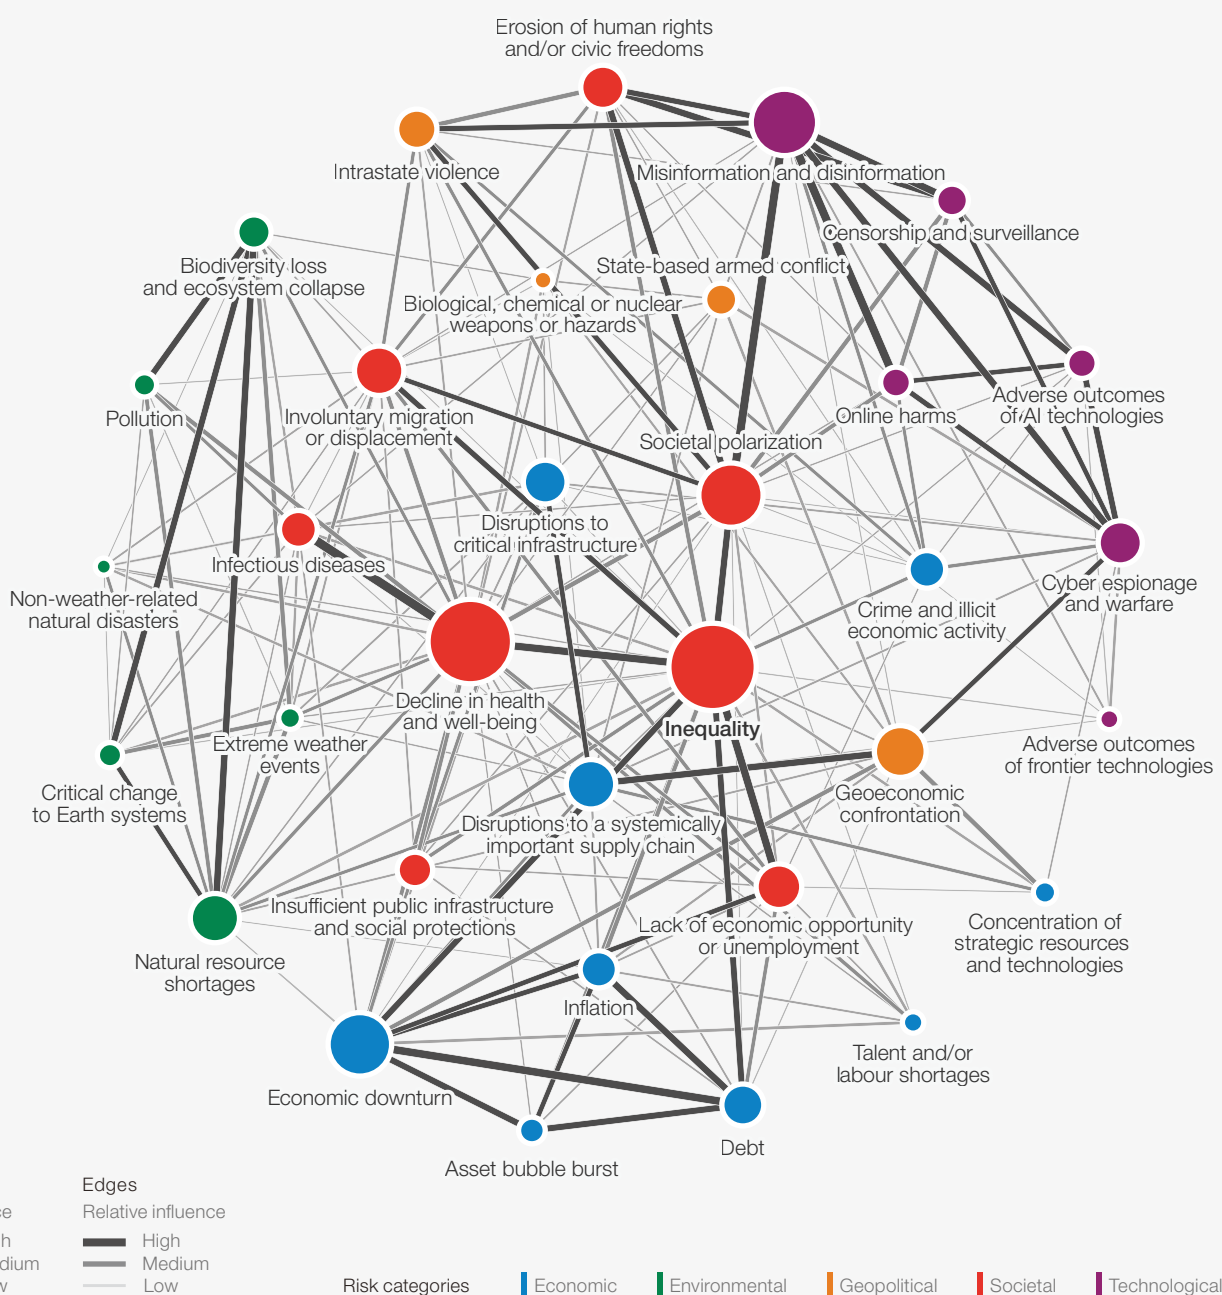 Erosion of human rights
and/or civic freedoms
Intrastate violence
Misinformation and disinformation
Censorship and surveillance
Biodiversity loss
and ecosystem collapse
State-based armed conflict
Biological, chemical or nuclear
weapons or hazards
Pollution
Involuntary migration
or displacement
Online harms
Adverse outcomes
of AI technologies
Societal polarization
Disruptions to
critical infrastructure
Infectious diseases
Non-weather-related
natural disasters
Crime and illicit
economic activity
Cyber espionage
and warfare
Decline in health
and well-being
Inequality
Extreme weather
events
Adverse outcomes
of frontier technologies
Critical change
to Earth systems
Geoeconomic
confrontation
Disruptions to a systemically
important supply chain
Insufficient public infrastructure
and social protections
Lack of economic opportunity
or unemployment
Concentration of
strategic resources
and technologies
Natural resource
shortages
Inflation
Talent and/or
labour shortages
Economic downturn
Debt
Asset bubble burst
Edges
Relative influence
High
Medium
Low
Risk categories
Economic
Environmental
Geopolitical
Societal
Technological